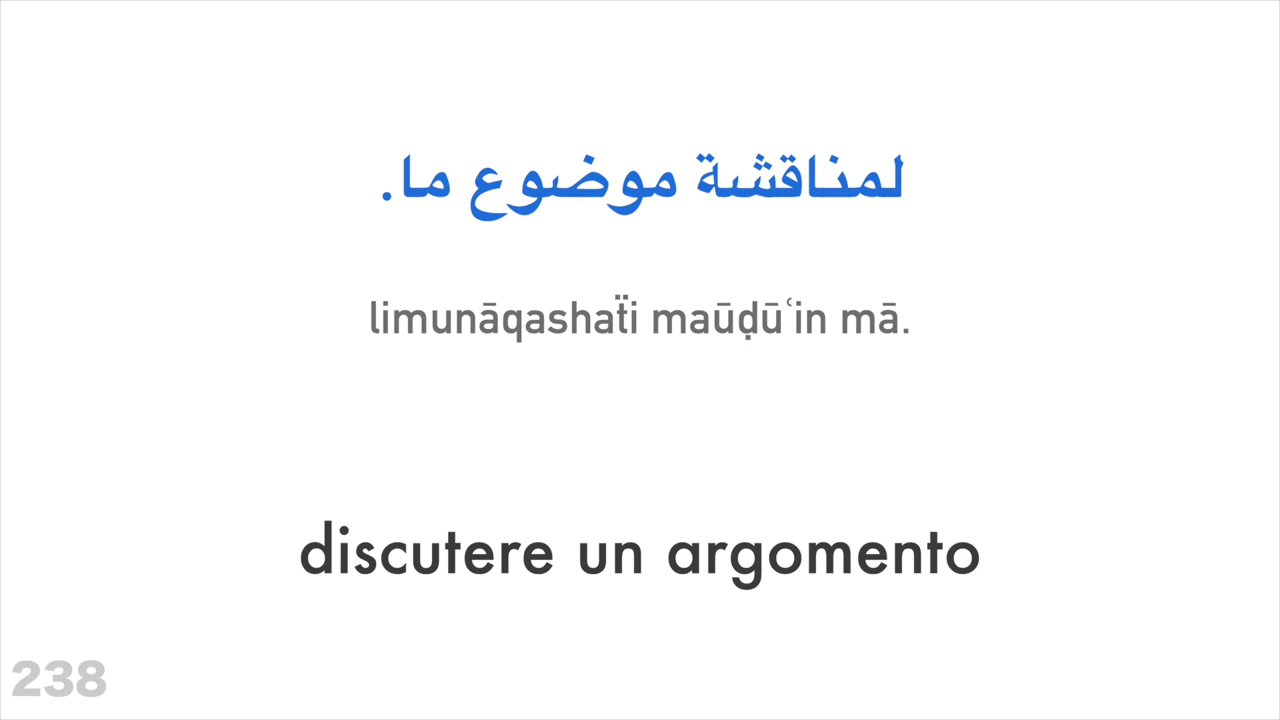 لمناقشة موضوع ما.
limunāqashaẗi maūḍūʿin mā.
discutere un argomento
238